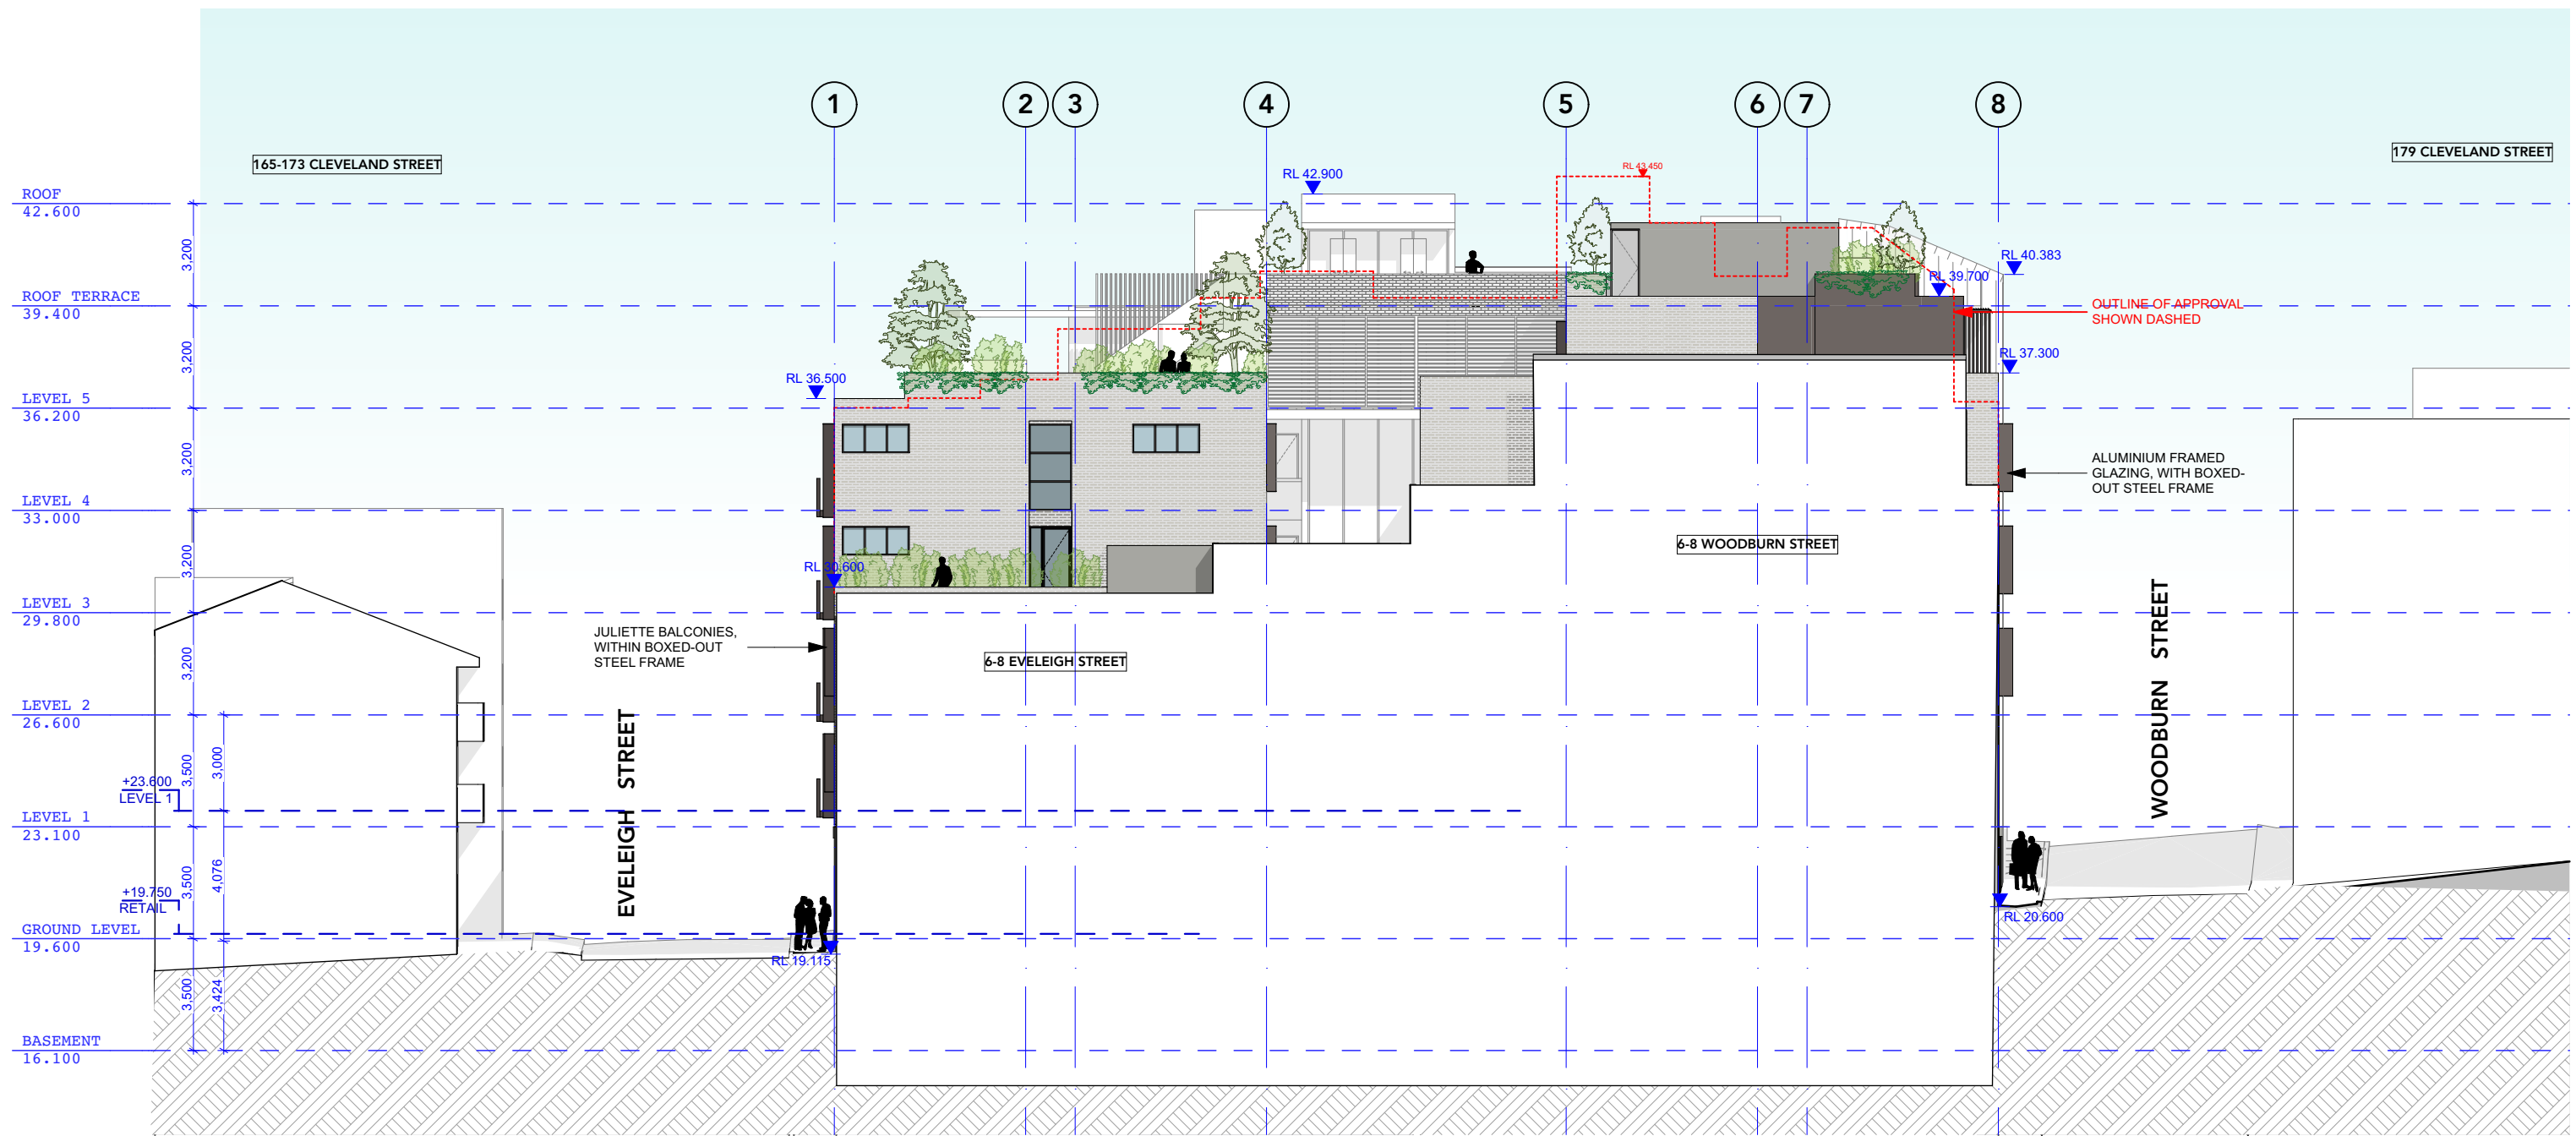 1
2
3
4
5
6
7
8
165-173 CLEVELAND STREET
179 CLEVELAND STREET
RL 43.450
RL 42.900
ROOF
42.600
3,200
RL 40.383
RL 39.700
ROOF TERRACE
39.400
OUTLINE OF APPROVAL
SHOWN DASHED
3,200
RL 37.300
RL 36.500
LEVEL 5
36.200
3,200
ALUMINIUM FRAMED
GLAZING, WITH BOXED-
OUT STEEL FRAME
LEVEL 4
33.000
6-8 WOODBURN STREET
3,200
RL 30.600
LEVEL 3
29.800
JULIETTE BALCONIES,
WITHIN BOXED-OUT
STEEL FRAME
6-8 EVELEIGH STREET
3,200
LEVEL 2
26.600
EVELEIGH STREET
WOODBURN STREET
3,500
3,000
+23.600
LEVEL 1
LEVEL 1
23.100
3,500
4,076
+19.750
RETAIL
RL 20.600
GROUND LEVEL
19.600
RL 19.115
3,500
3,424
BASEMENT
16.100